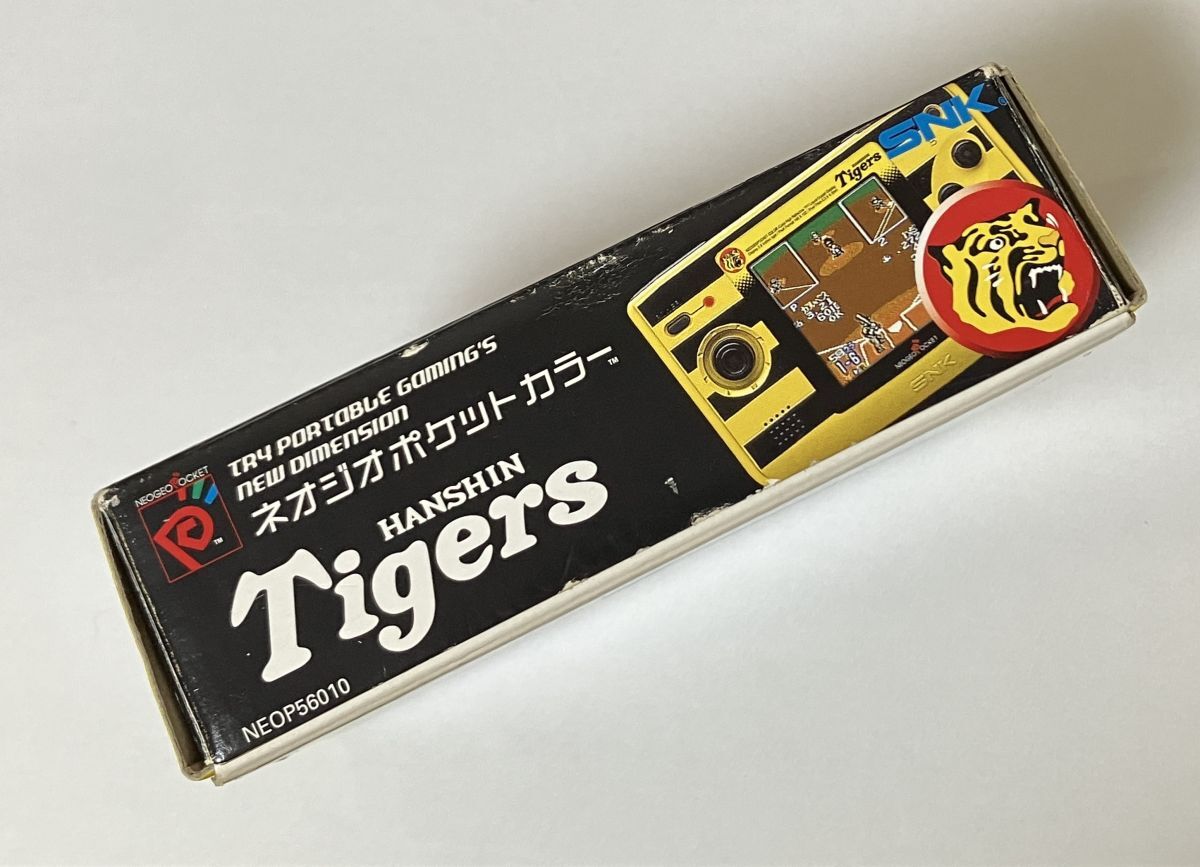 NEOGEO POCKET
TM
TRY PORTABLE GAMING'S
NEW DIMENSION
ネオジオポケットカラー™
HANSHIN
Tigers
NEOP56010
SNK
Tigers
NEOGEO POCKET
SNK